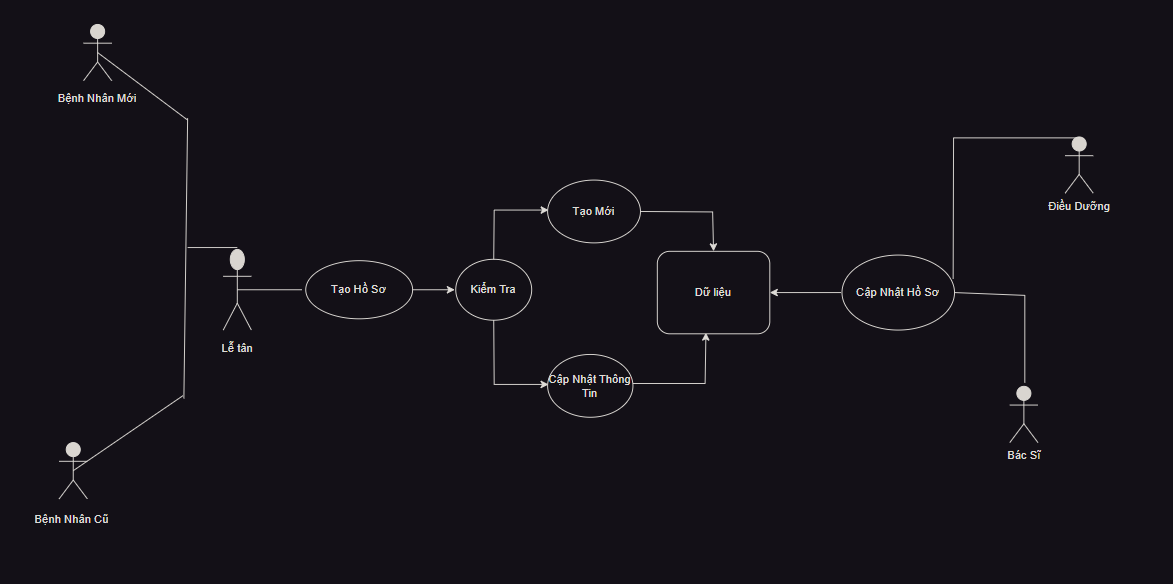 Bệnh Nhân Mới
Điều Dưỡng
Tạo Mới
Tạo Hồ Sơ
Kiểm Tra
Dữ liệu
Cập Nhật Hồ Sơ
Lễ tân
Cập Nhật Thông
Tin
Bác Sĩ
Bệnh Nhân Cũ